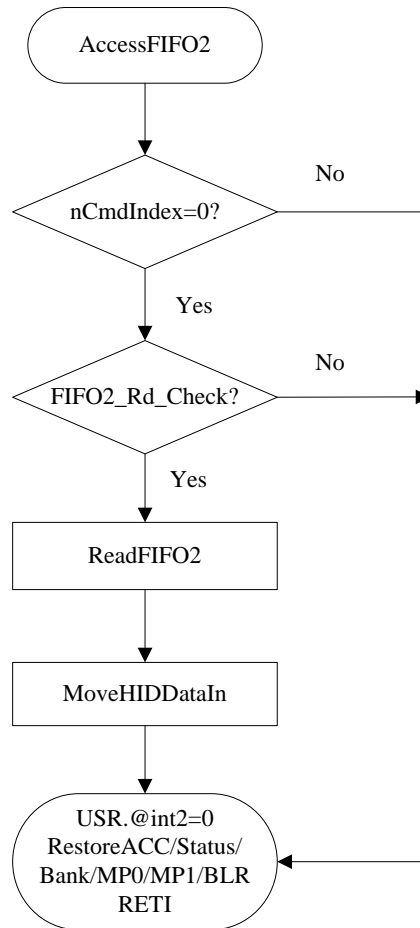 AccessFIFO2
No
nCmdIndex=0?
Yes
No
FIFO2_Rd_Check?
Yes
ReadFIFO2
MoveHIDDataIn
USR.@int2=0
RestoreACC/Status/
Bank/MP0/MP1/BLR
RETI